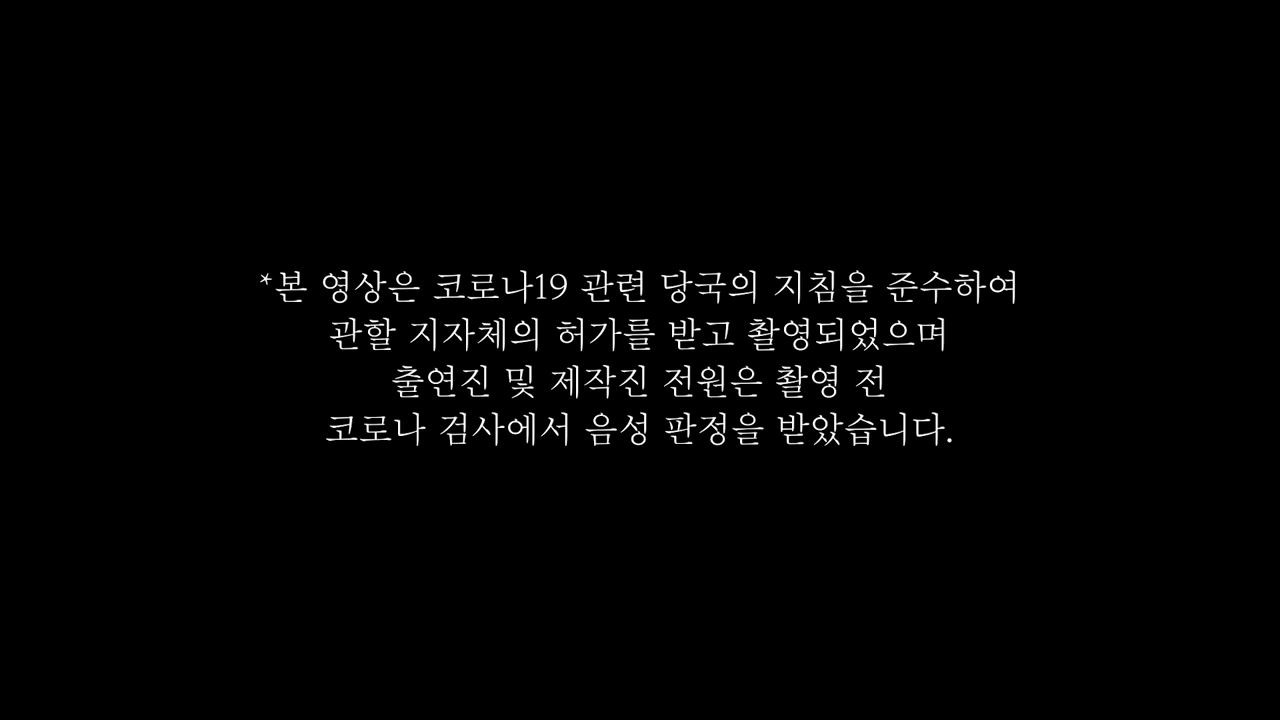 *본 영상은 코로나19 관련 당국의 지침을 준수하여
관할 지자체의 허가를 받고 촬영되었으며
출연진 및 제작진 전원은 촬영 전
코로나 검사에서 음성 판정을 받았습니다.